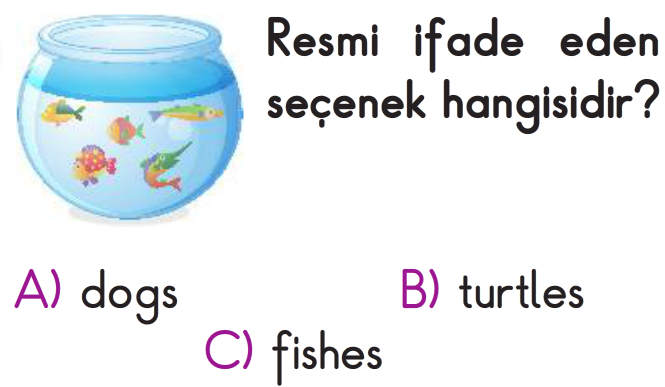 Resmi ifade eden
seçenek hangisidir?
A) dogs
B) turtles
C) fishes